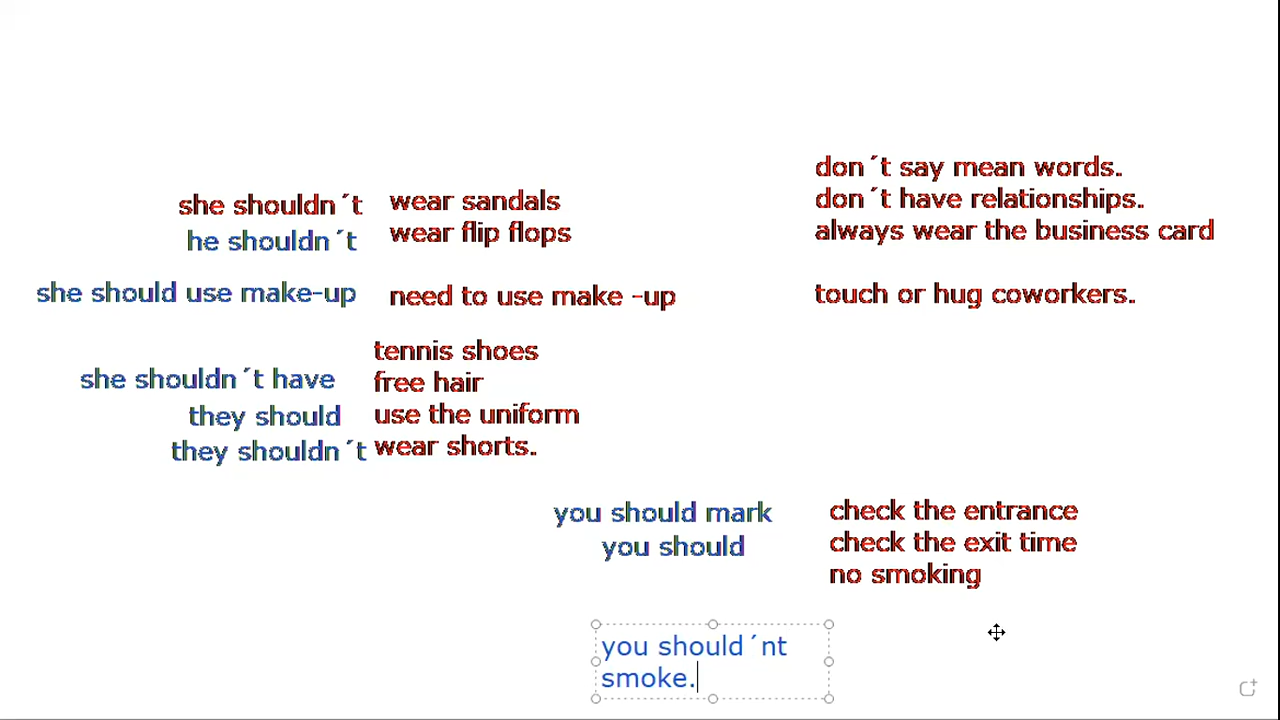 don´t say mean words.
don´t have relationships.
always wear the business card
she shouldn´t
wear sandals
he shouldn´t
wear flip flops
she should use make-up
need to use make -up
touch or hug coworkers.
tennis shoes
she shouldn´t have
free hair
they should
use the uniform
they shouldn´t
wear shorts.
you should mark
check the entrance
you should
check the exit time
no smoking
you should´nt
smoke.